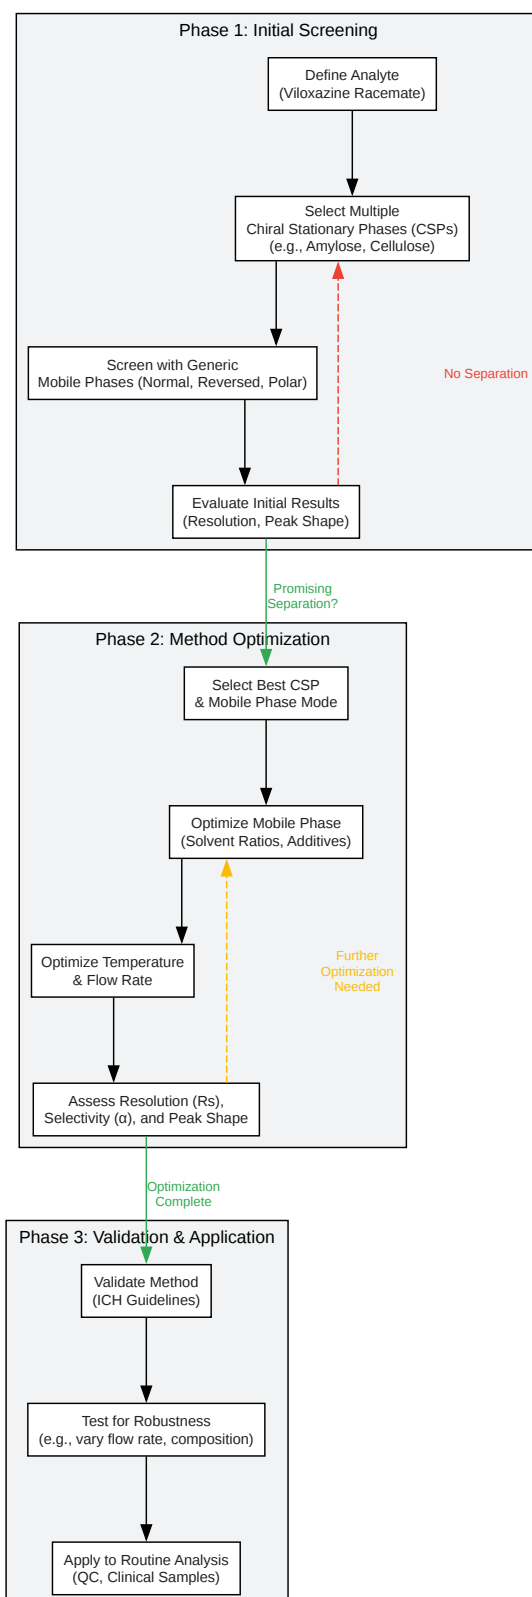 Phase 1: Initial Screening
Define Analyte
(Viloxazine Racemate)
Select Multiple
Chiral Stationary Phases (CSPs)
(e.g., Amylose, Cellulose)
Screen with Generic
Mobile Phases (Normal, Reversed, Polar)
No Separation
Evaluate Initial Results
(Resolution, Peak Shape)
Promising
Separation?
Phase 2: Method Optimization
Select Best CSP
& Mobile Phase Mode
Optimize Mobile Phase
(Solvent Ratios, Additives)
Optimize Temperature
& Flow Rate
Further
Optimization
Needed
Assess Resolution (Rs),
Selectivity (α), and Peak Shape
Optimization
Complete
Phase 3: Validation & Application
Validate Method
(ICH Guidelines)
Test for Robustness
(e.g., vary flow rate, composition)
Apply to Routine Analysis
(QC, Clinical Samples)